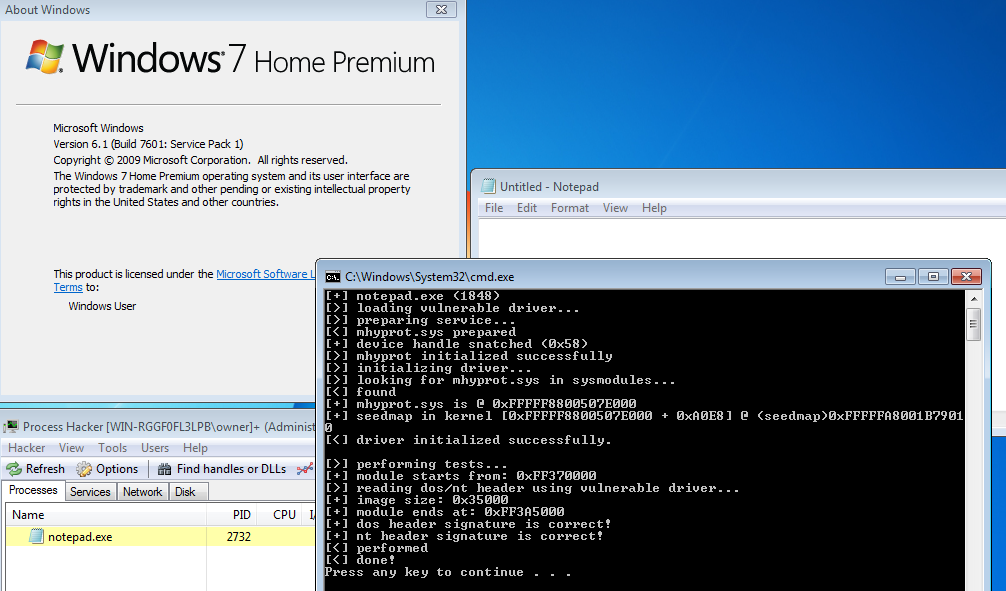 About Windows
Windows 7 Home Premium
Microsoft Windows
Version 6.1 (Build 7601: Service Pack 1)
Copyright © 2009 Microsoft Corporation. All rights reserved.
The Windows 7 Home Premium operating system and its user interface are
protected by trademark and other pending or existing intellectual property
rights in the United States and other countries.
This product is licensed under the Microsoft Software L
Terms to:
Windows User
Untitled - Notepad
File Edit Format View Help
C:\Windows\System32\cmd.exe
[+] notepad.exe (1848)
[>] loading vulnerable driver...
[>] preparing service...
[<] mhyprot.sys prepared
[+] device handle snatched (0x58)
[>] mhyprot initialized successfully
[>] initializing driver...
[>] looking for mhyprot.sys in sysmodules...
[<] found
[+] mhyprot.sys is @ 0xFFFFF8800507E000
[+] seedmap in kernel [0xFFFFF8800507E000 + 0xA0E8] @ (seedmap)0xFFFFFA8001B7901
0
[<] driver initialized successfully.
[>] performing tests...
[+] module starts from: 0xFF370000
[>] reading dos/nt header using vulnerable driver...
[+] image size: 0x35000
[+] module ends at: 0xFF3A5000
[+] dos header signature is correct!
[+] nt header signature is correct!
[<] performed
[<] done!
Press any key to continue . . .
Process Hacker [WIN-RGGF0FL3LPB\owner]+ (Administ
Hacker View Tools Users Help
Refresh Options Find handles or DLLs
Processes Services Network Disk
Name PID CPU I/
notepad.exe 2732